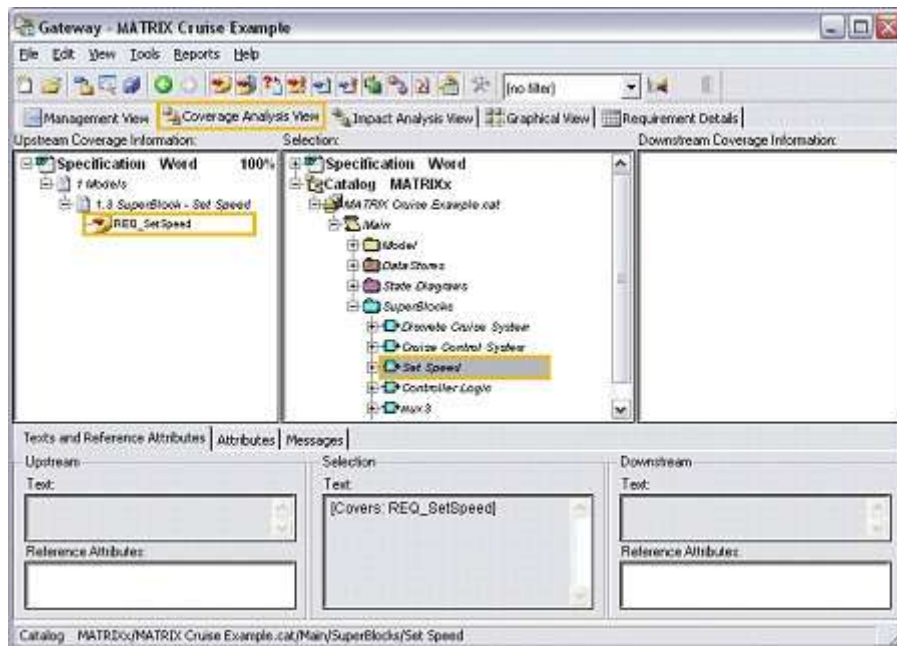 Gateway - MATRIX Cruise Example
File Edit View Tools Reports Help
(no filter)
Management View Coverage Analysis View Impact Analysis View Graphical View Requirement Details
Upstream Coverage Information: Selection: Downstream Coverage Information:
Specification Word 100% Specification Word
1 Models Catalog MATRIXx
1.3 SuperBlock - Set Speed MATRIX Cruise Example.cat
REQ_SetSpeed Main
Model
Data Stores
State Diagrams
SuperBlocks
Discrete Cruise System
Cruise Control System
Set Speed
Controller Logic
Mux 3
Texts and Reference Attributes Attributes Messages
Upstream Selection Downstream
Text: Text: Text:
[Covers: REQ_SetSpeed]
Reference Attributes: Reference Attributes:
Catalog MATRIXx/MATRIX Cruise Example.cat/Main/SuperBlocks/Set Speed